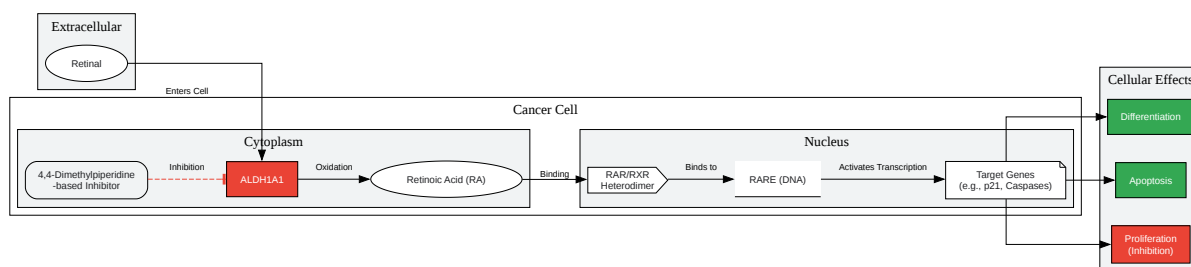 Extracellular
Retinal
Enters Cell
Cancer Cell
Cytoplasm
4,4-Dimethylpiperidine
-based Inhibitor
Inhibition
ALDH1A1
Oxidation
Retinoic Acid (RA)
Binding
Nucleus
RAR/RXR
Heterodimer
Binds to
RARE (DNA)
Activates Transcription
Target Genes
(e.g., p21, Caspases)
Cellular Effects
Differentiation
Apoptosis
Proliferation
(Inhibition)